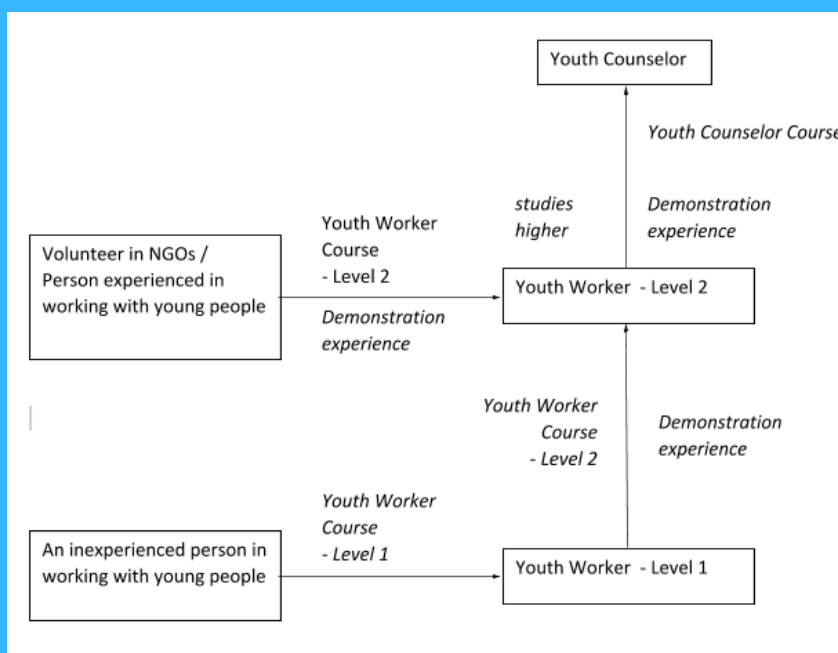 Youth Counselor
Youth Counselor Course
studies
higher
Demonstration
experience
Youth Worker
Course
- Level 2
Volunteer in NGOs /
Person experienced in
working with young people
Demonstration
experience
Youth Worker - Level 2
Youth Worker
Course
- Level 2
Demonstration
experience
Youth Worker
Course
- Level 1
An inexperienced person in
working with young people
Youth Worker - Level 1